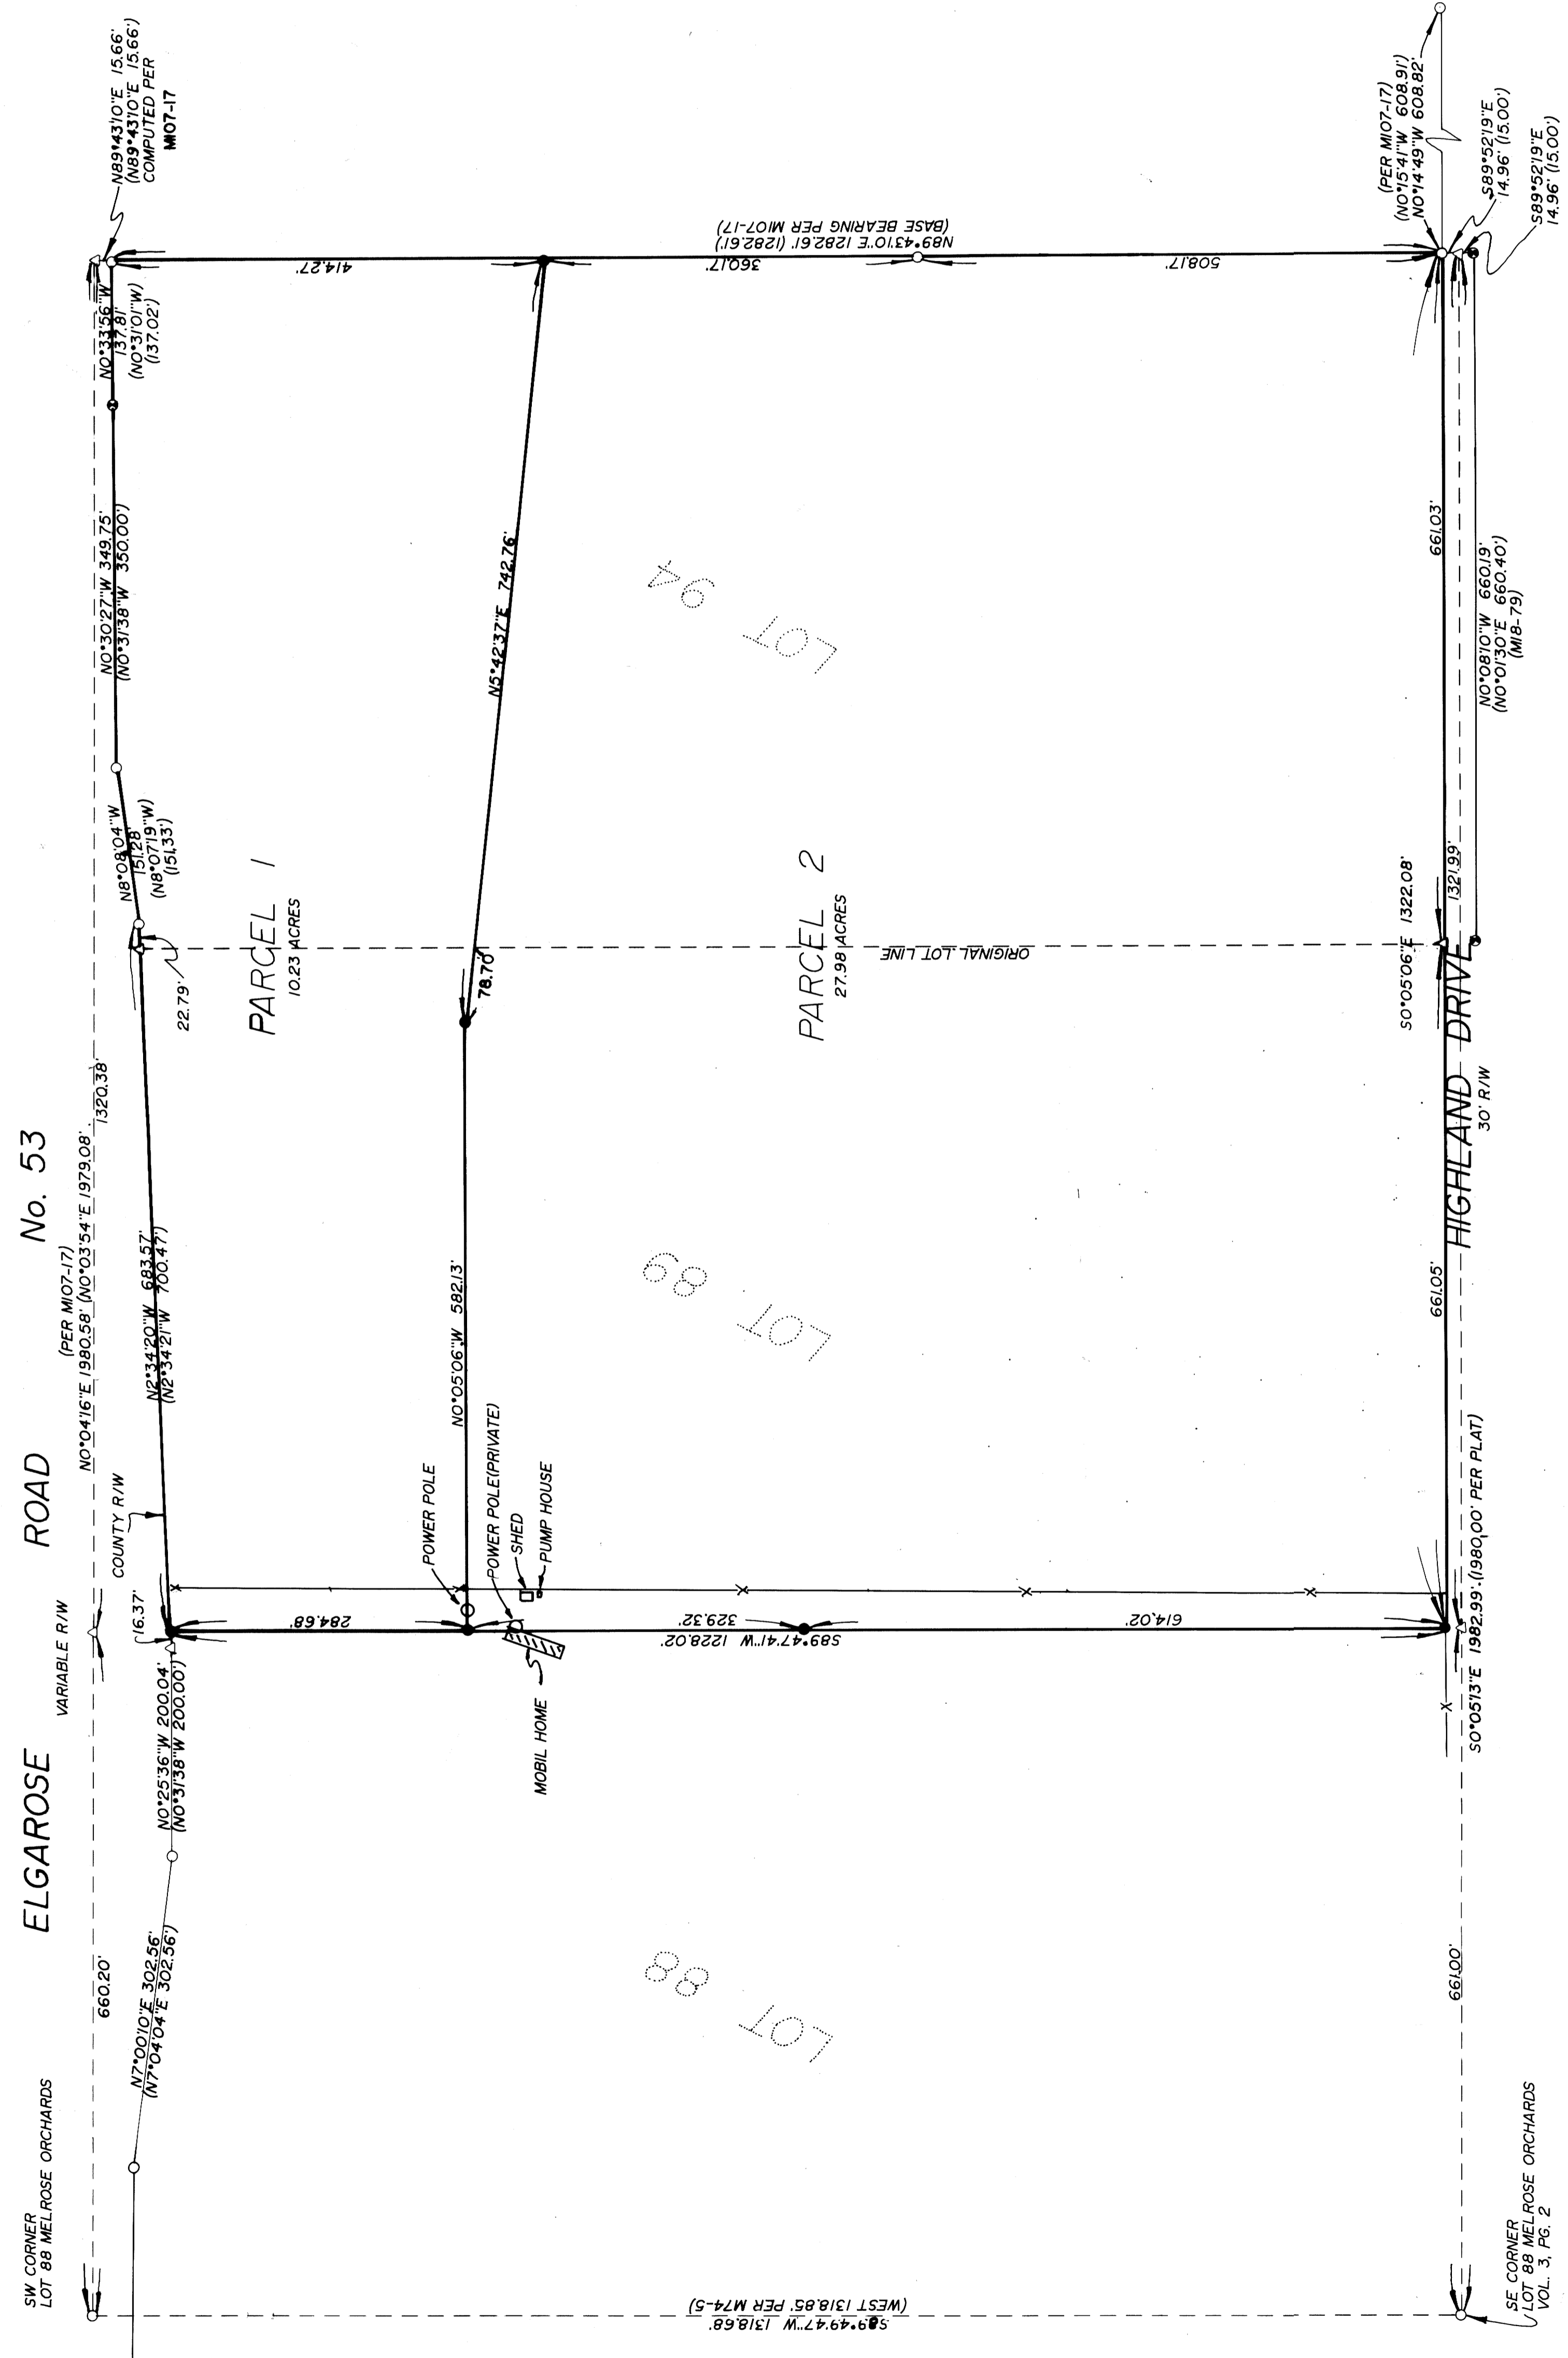 ELGAROSE ROAD No. 53
VARIABLE R/W
SW CORNER
LOT 88 MELROSE ORCHARDS
660.20'
(PER M107-17)
N0°04'16"E 1980.58' (N0°03'54"E 1979.08'
1320.38'
COUNTY R/W
N7°00'10"E 302.56'
(N7°04'04"E 302.56')
N0°25'36"W 200.04'
(N0°31'38"W 200.00')
16.37'
N2°34'20"W 683.57'
(N2°34'21"W 700.47')
22.79'
N8°08'04"W
151.28'
(N8°07'19"W)
(151.33')
N0°30'27"W 349.75'
(N0°31'38"W 350.00')
N0°33'56"W
137.81'
(N0°31'01"W)
(137.02')
N89°43'10"E 15.66'
(N89°43'10"E 15.66')
COMPUTED PER
M107-17
PARCEL 1
10.23 ACRES
414.27'
360.17'
508.17'
N89°43'10"E 1282.61' (1282.61')
(BASE BEARING PER M107-17)
N0°05'06"W 582.13'
78.70'
N5°42'37"E 742.76'
POWER POLE
POWER POLE(PRIVATE)
SHED
PUMP HOUSE
MOBIL HOME
284.68'
329.32'
614.02'
S89°47'41"W 1228.02'
LOT 94
LOT 89
LOT 88
PARCEL 2
27.98 ACRES
ORIGINAL LOT LINE
S89°49'47"W 1318.68'
(WEST 1318.85' PER M74-5)
(PER M107-17)
(N0°15'41"W 608.91')
N0°14'49"W 608.82'
S89°52'19"E
14.96' (15.00')
S89°52'19"E
14.96' (15.00')
661.03'
661.05'
S0°05'06"E 1322.08'
1321.99'
HIGHLAND DRIVE
30' R/W
N0°08'10"W 660.19'
(N0°01'30"E 660.40')
(M18-79)
S0°05'13"E 1982.99' (1980.00' PER PLAT)
661.00'
SE CORNER
LOT 88 MELROSE ORCHARDS
VOL. 3, PG. 2